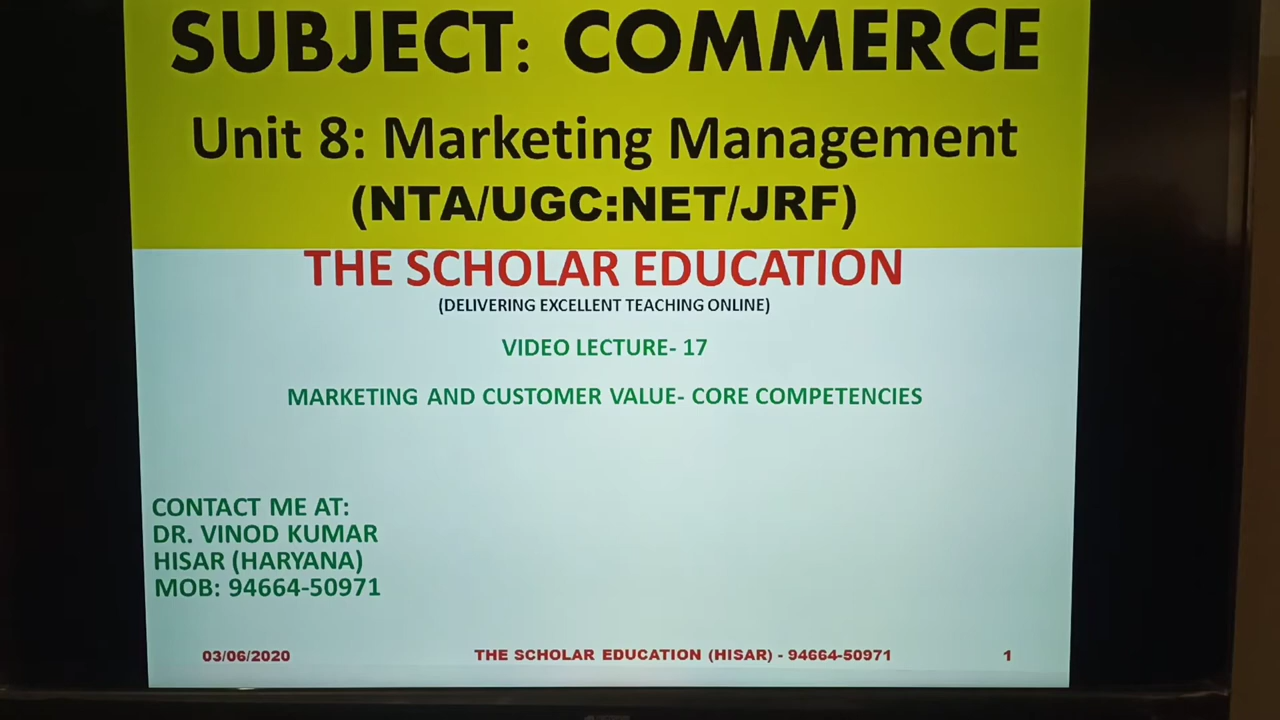 SUBJECT: COMMERCE
Unit 8: Marketing Management
(NTA/UGC:NET/JRF)
THE SCHOLAR EDUCATION
(DELIVERING EXCELLENT TEACHING ONLINE)
VIDEO LECTURE- 17
MARKETING AND CUSTOMER VALUE- CORE COMPETENCIES
CONTACT ME AT:
DR. VINOD KUMAR
HISAR (HARYANA)
MOB: 94664-50971
03/06/2020 THE SCHOLAR EDUCATION (HISAR) - 94664-50971 1